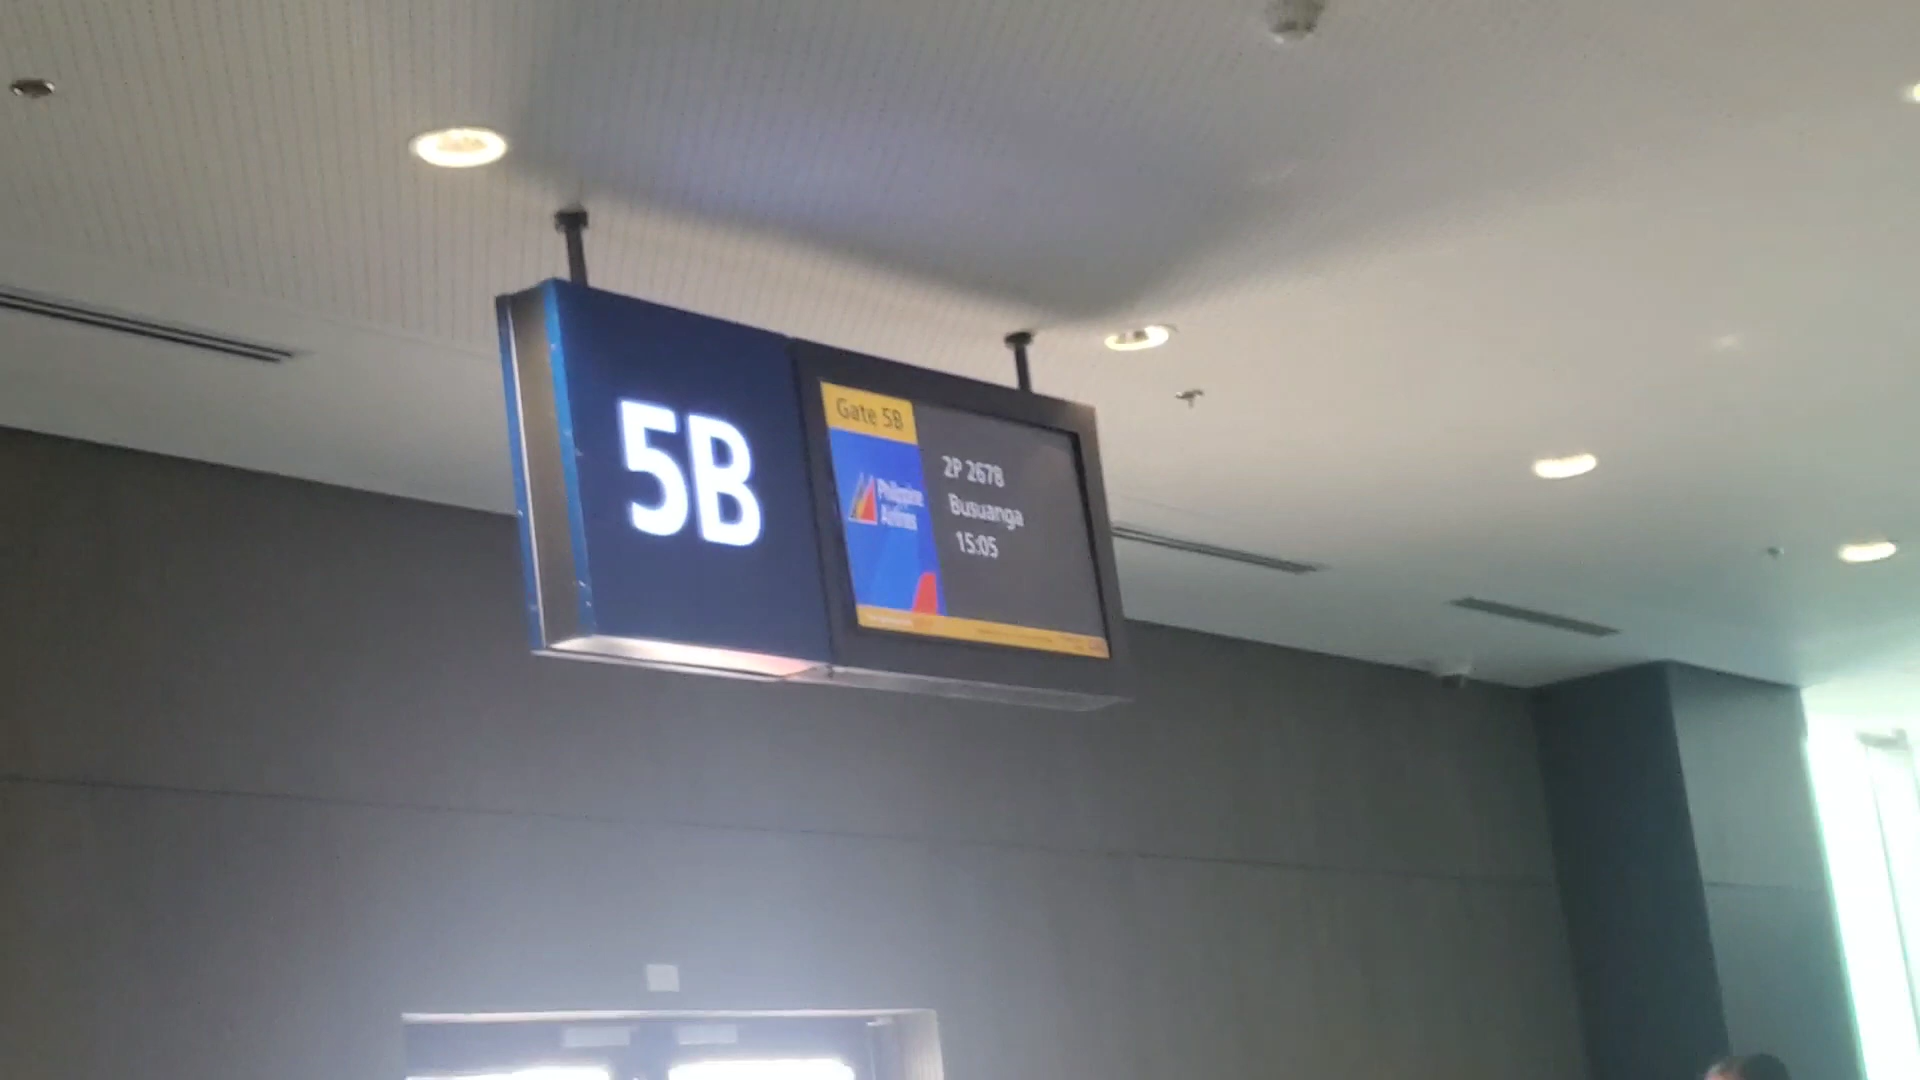 5B
Gate 5B
Philippine
Airlines
2P 2678
Busuanga
15:05